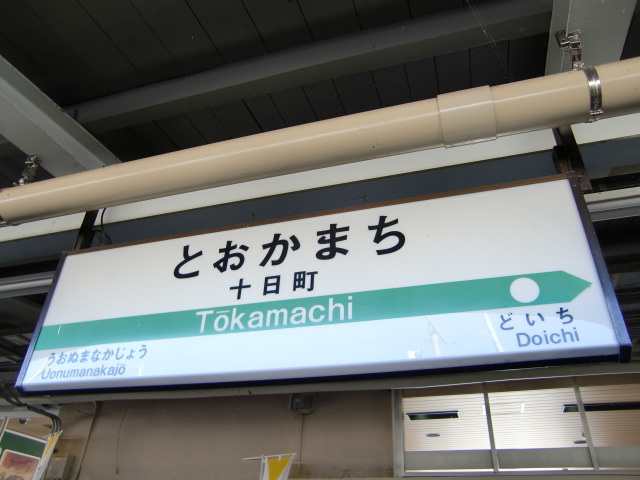 とおかまち
十日町
Tōkamachi
うおぬまなかじょう
Uonumanakajō
どいち
Doichi